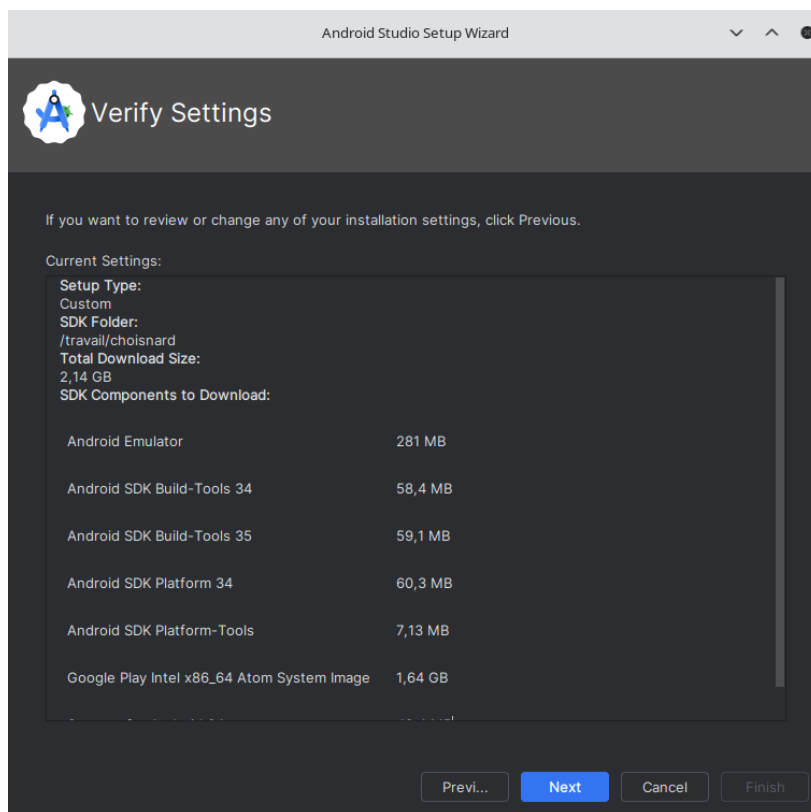 Android Studio Setup Wizard
Verify Settings
If you want to review or change any of your installation settings, click Previous.
Current Settings:
Setup Type:
Custom
SDK Folder:
/travail/choisnard
Total Download Size:
2,14 GB
SDK Components to Download:
Android Emulator 281 MB
Android SDK Build-Tools 34 58,4 MB
Android SDK Build-Tools 35 59,1 MB
Android SDK Platform 34 60,3 MB
Android SDK Platform-Tools 7,13 MB
Google Play Intel x86_64 Atom System Image 1,64 GB
Previ... Next Cancel Finish